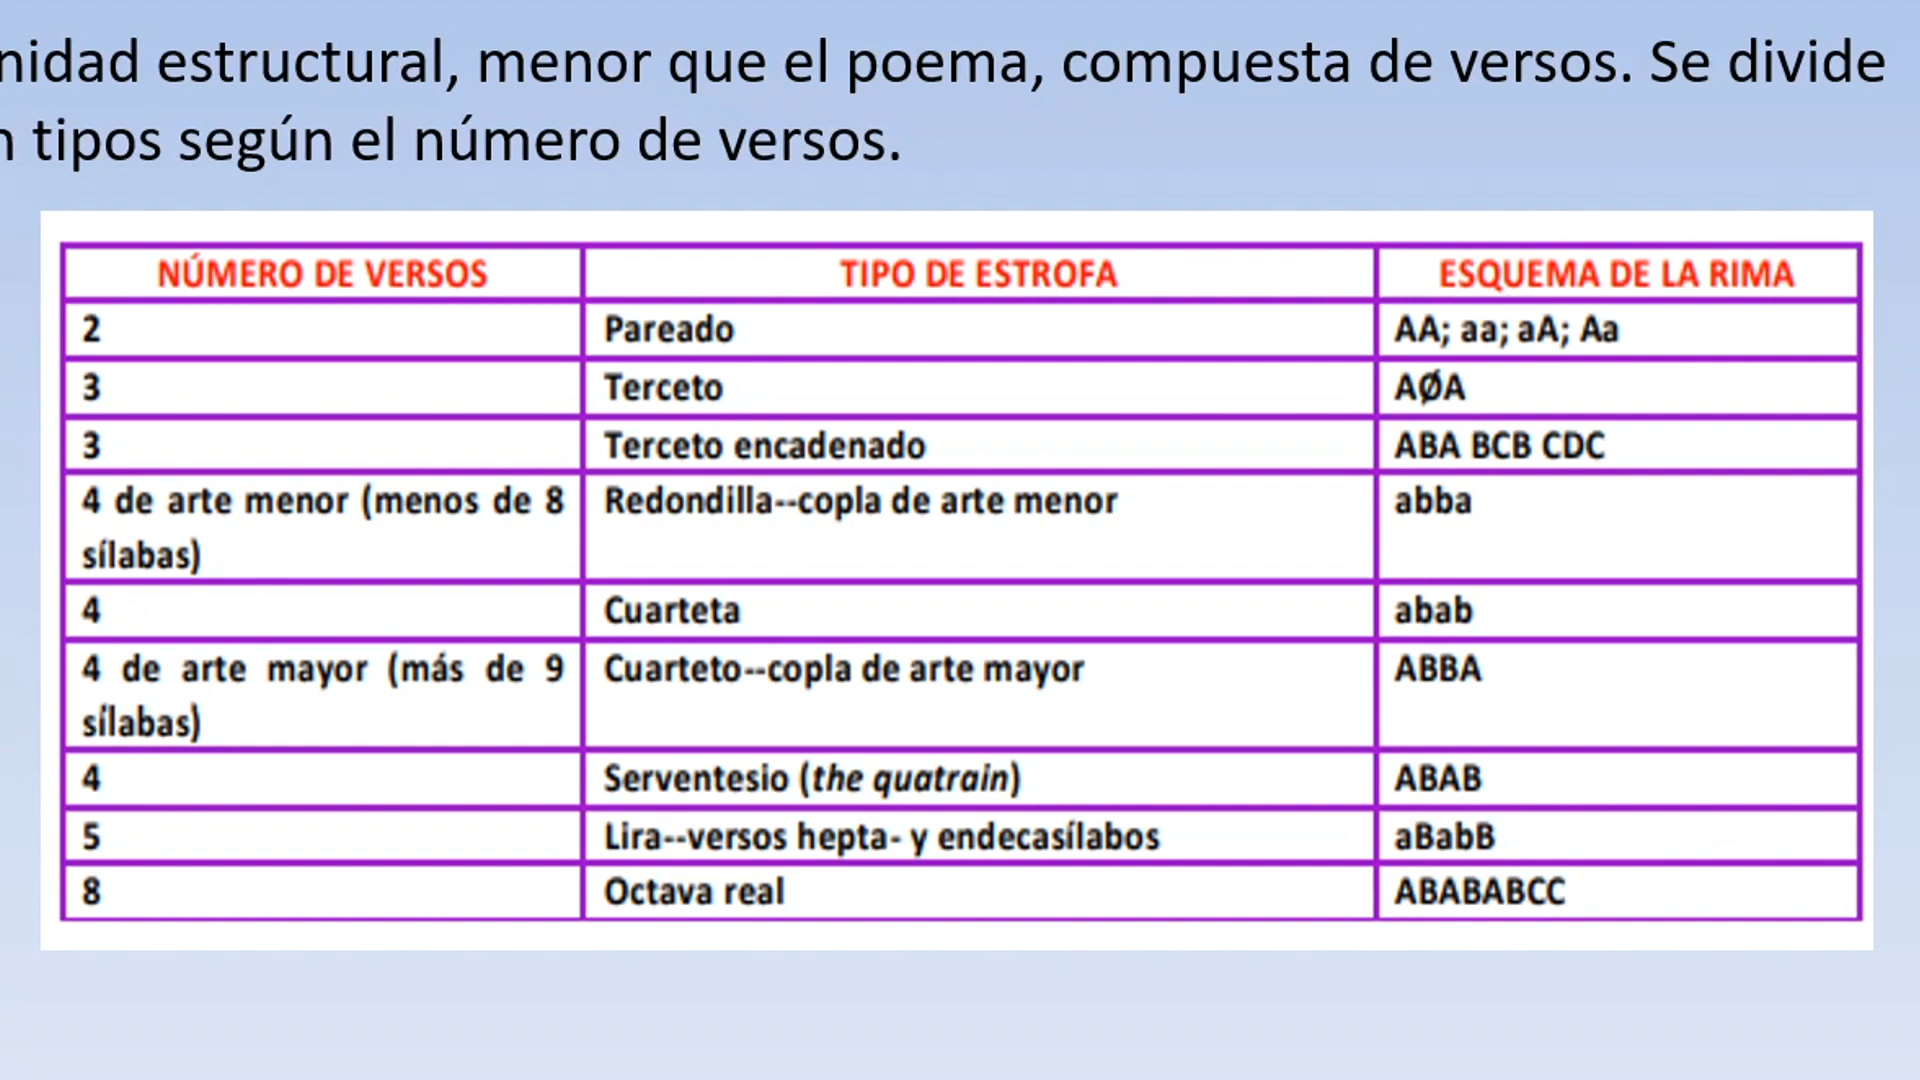 nidad estructural, menor que el poema, compuesta de versos. Se divide
n tipos según el número de versos.
NÚMERO DE VERSOS TIPO DE ESTROFA ESQUEMA DE LA RIMA
2 Pareado AA; aa; aA; Aa
3 Terceto AØA
3 Terceto encadenado ABA BCB CDC
4 de arte menor (menos de 8 Redondilla--copla de arte menor abba
sílabas)
4 Cuarteta abab
4 de arte mayor (más de 9 Cuarteto--copla de arte mayor ABBA
sílabas)
4 Serventesio (the quatrain) ABAB
5 Lira--versos hepta- y endecasílabos aBabB
8 Octava real ABABABCC